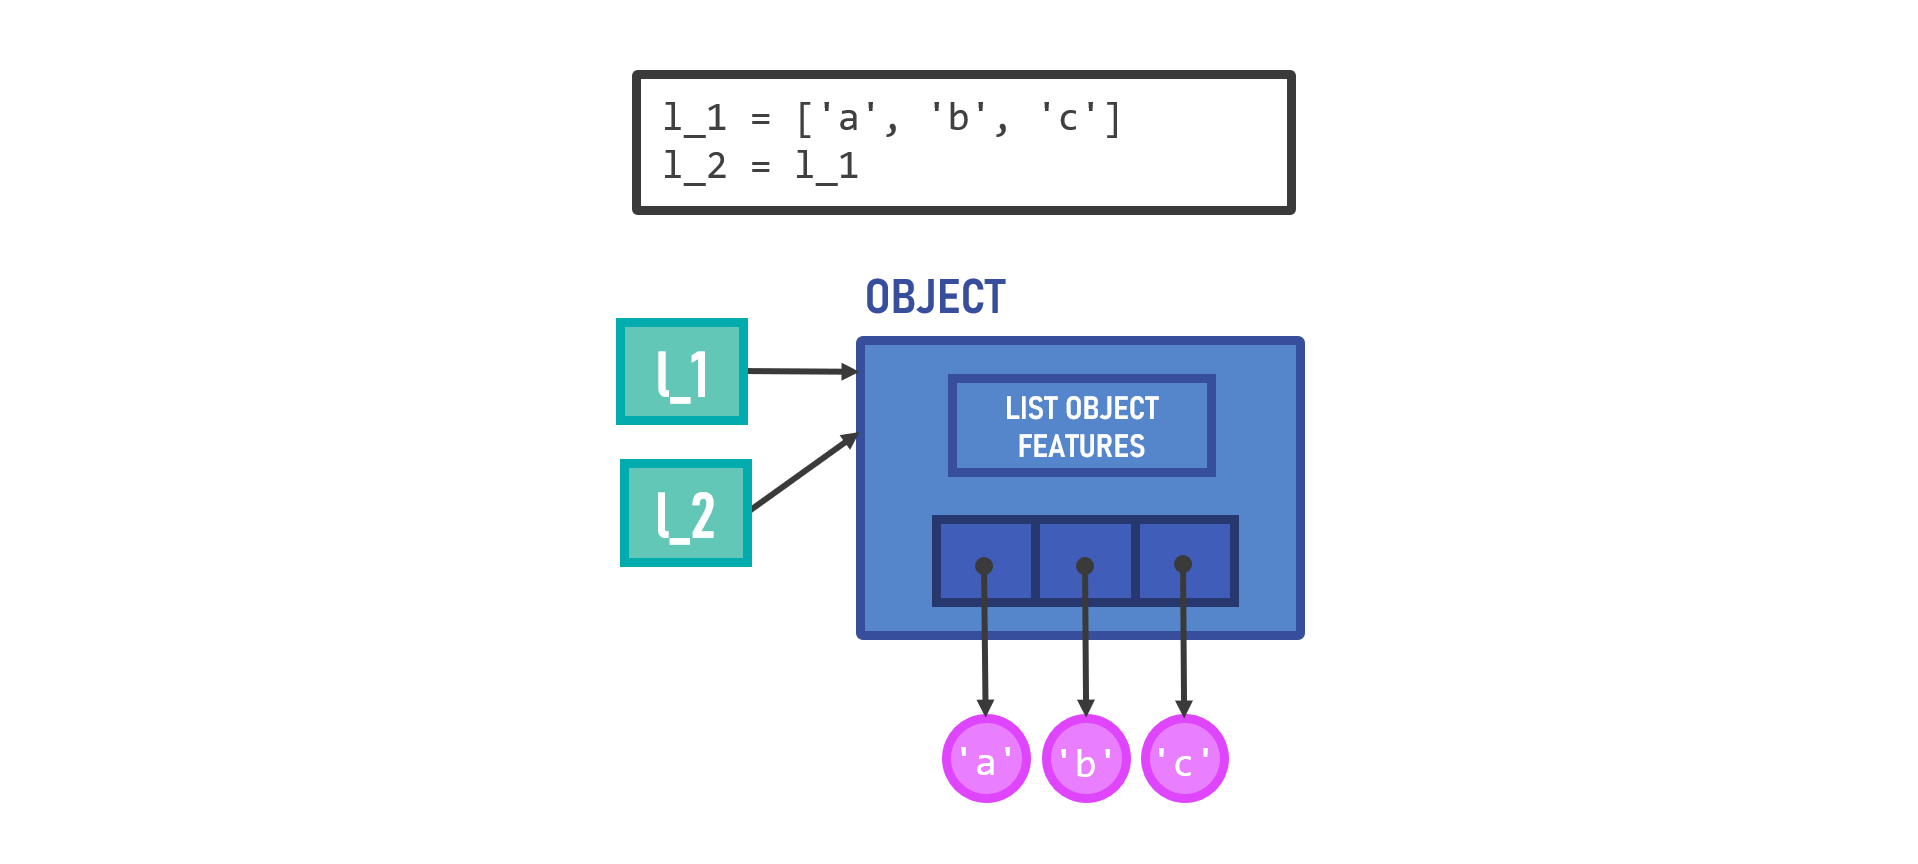 l_1 = ['a', 'b', 'c']
l_2 = l_1
OBJECT
l_1
LIST OBJECT
FEATURES
l_2
'a' 'b' 'c'